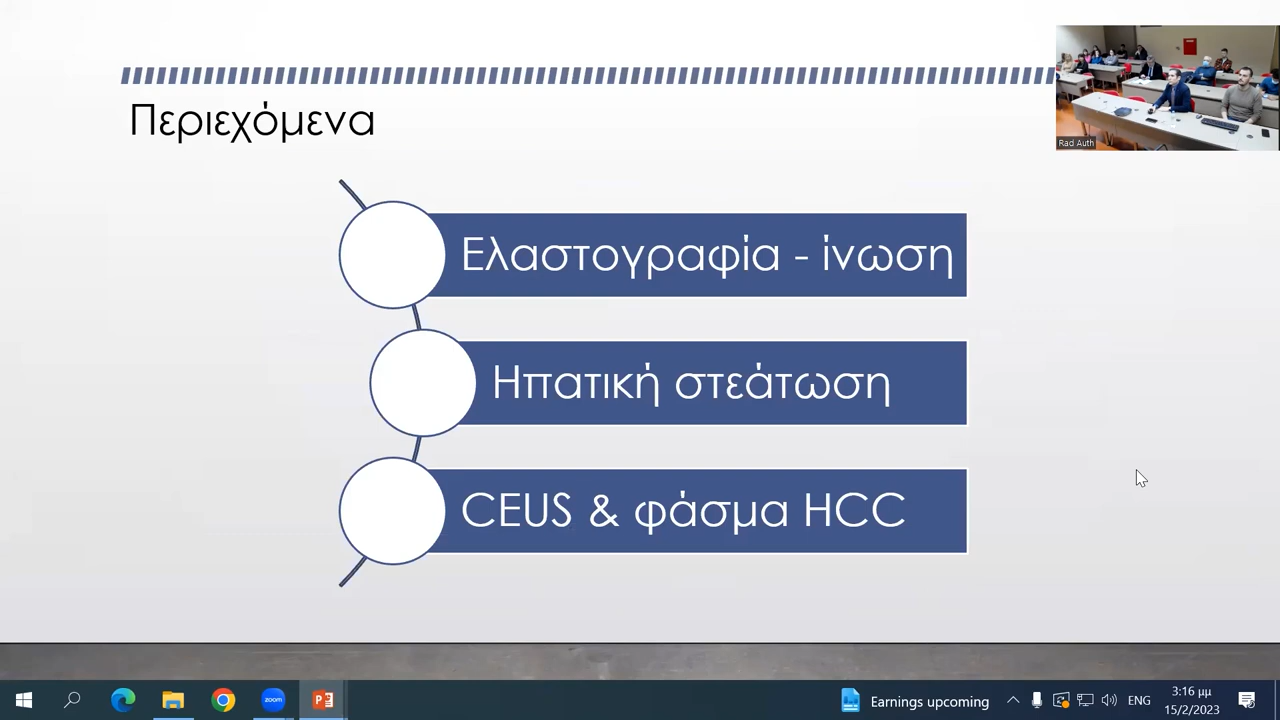 Περιεχόμενα
Rad Auth
Ελαστογραφία - ίνωση
Ηπατική στεάτωση
CEUS & φάσμα HCC
zoom
Earnings upcoming
ENG
3:16 μμ
15/2/2023